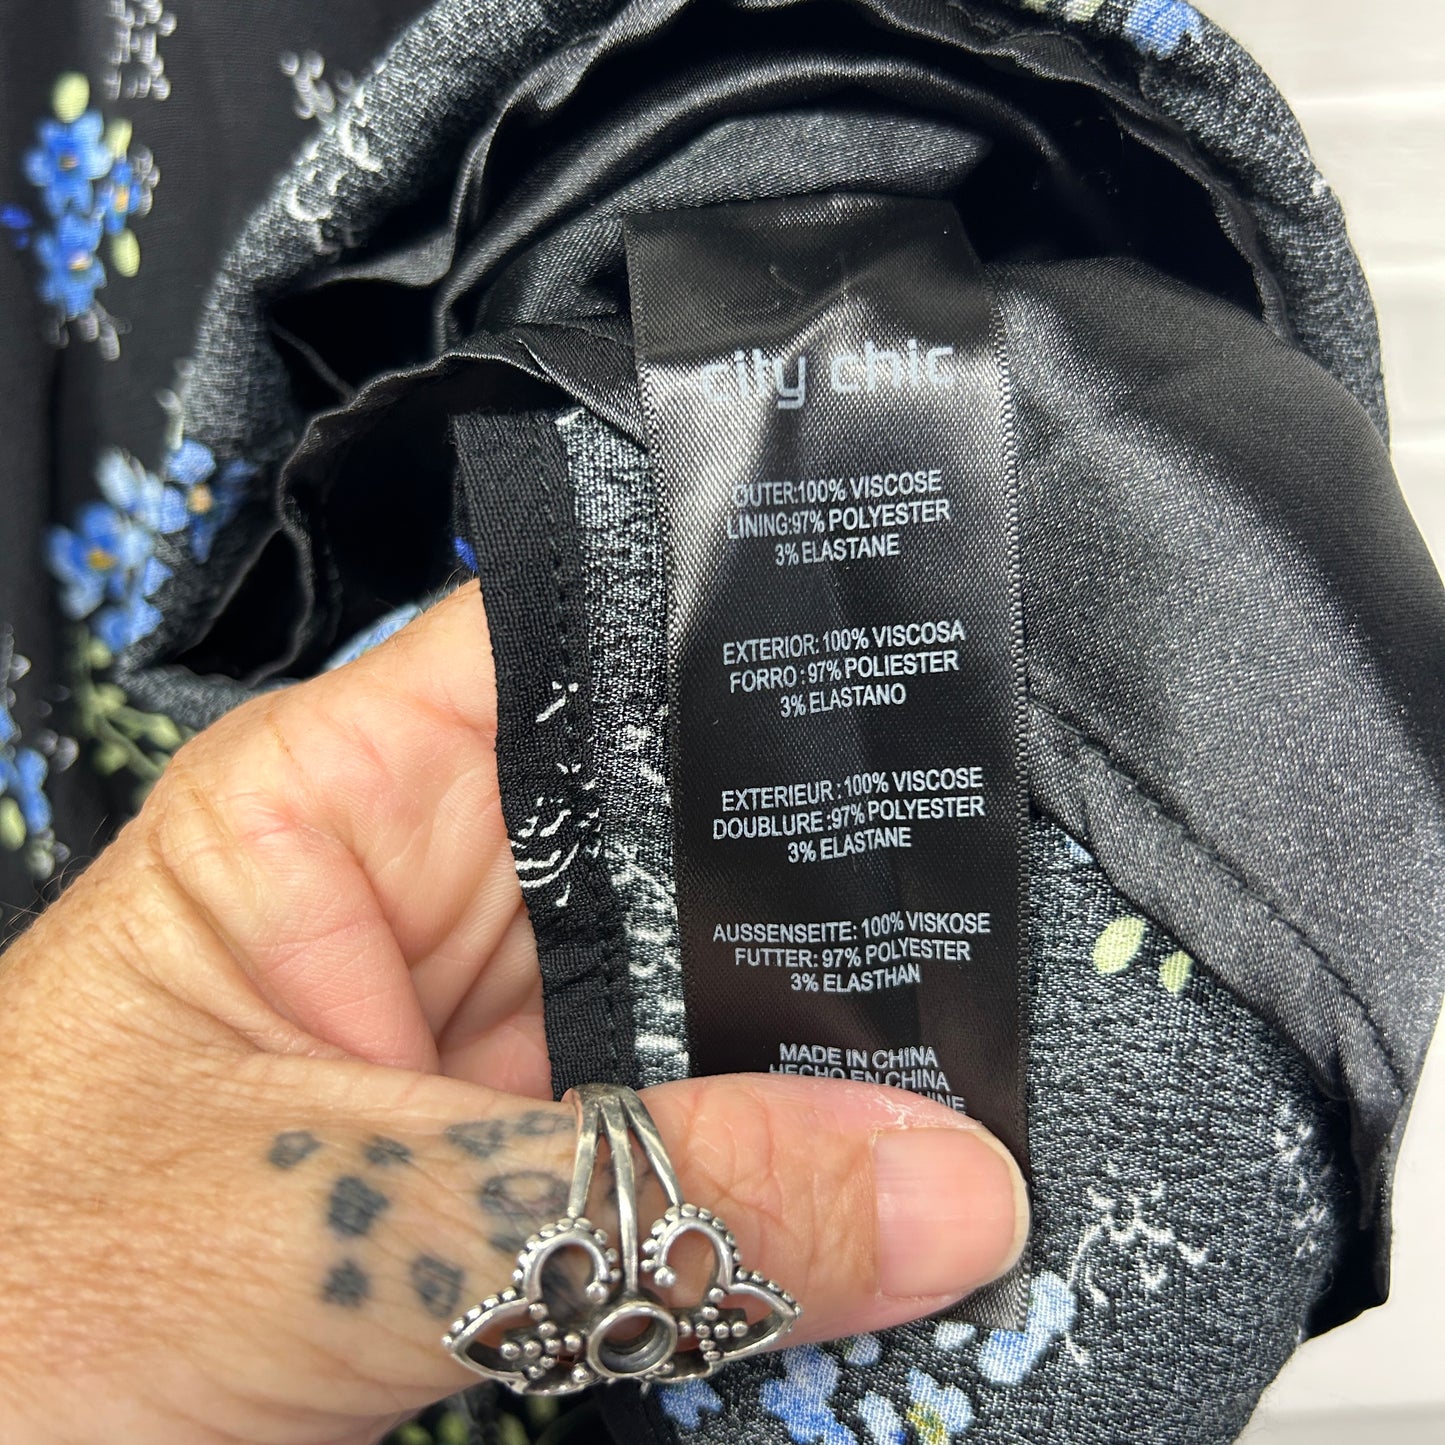 city chic
OUTER:100% VISCOSE
LINING:97% POLYESTER
3% ELASTANE
EXTERIOR: 100% VISCOSA
FORRO : 97% POLIESTER
3% ELASTANO
EXTERIEUR : 100% VISCOSE
DOUBLURE :97% POLYESTER
3% ELASTANE
AUSSENSEITE: 100% VISKOSE
FUTTER: 97% POLYESTER
3% ELASTHAN
MADE IN CHINA
HECHO EN CHINA